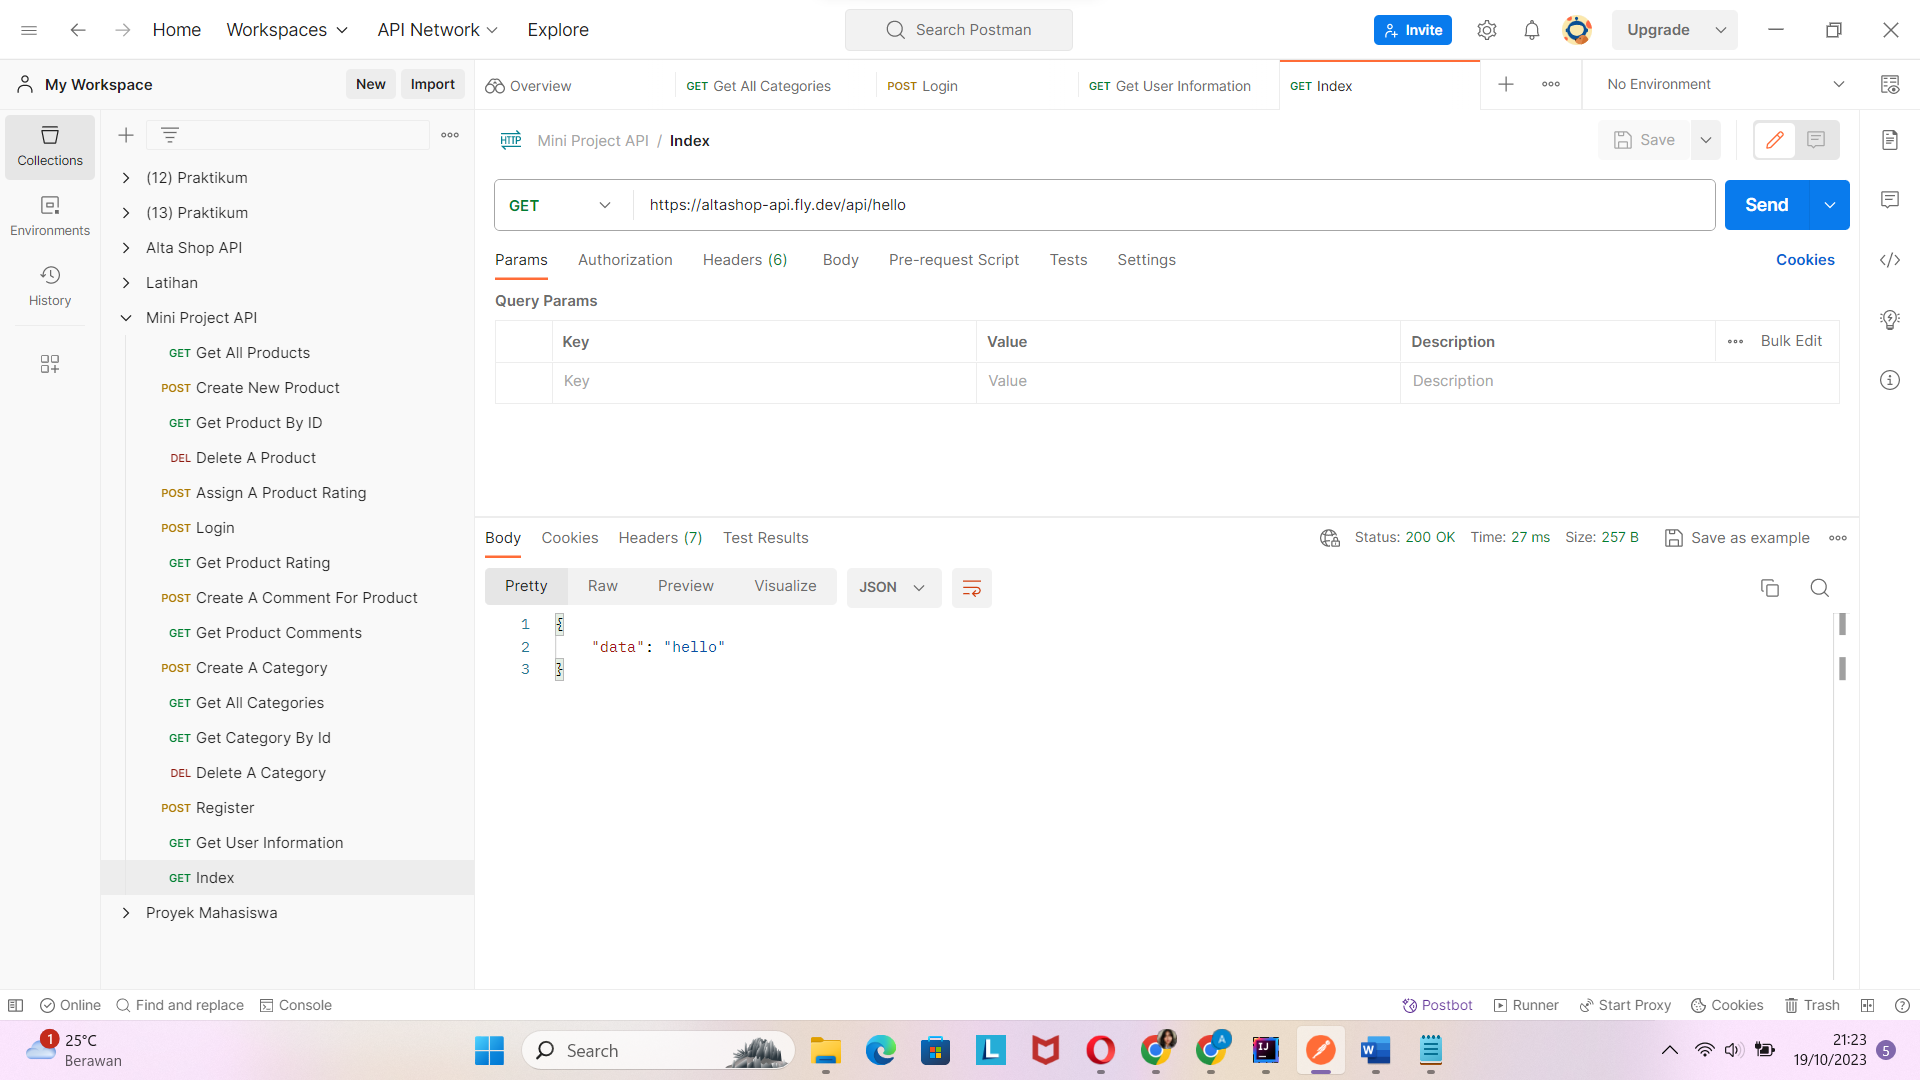 Home Workspaces API Network Explore Search Postman Invite Upgrade
My Workspace New Import Overview GET Get All Categories POST Login GET Get User Information GET Index No Environment
Collections
Environments
History
(12) Praktikum
(13) Praktikum
Alta Shop API
Latihan
Mini Project API
GET Get All Products
POST Create New Product
GET Get Product By ID
DEL Delete A Product
POST Assign A Product Rating
POST Login
GET Get Product Rating
POST Create A Comment For Product
GET Get Product Comments
POST Create A Category
GET Get All Categories
GET Get Category By Id
DEL Delete A Category
POST Register
GET Get User Information
GET Index
Proyek Mahasiswa
HTTP Mini Project API / Index Save
GET https://altashop-api.fly.dev/api/hello Send
Params Authorization Headers (6) Body Pre-request Script Tests Settings Cookies
Query Params
Key Value Description Bulk Edit
Key Value Description
Body Cookies Headers (7) Test Results Status: 200 OK Time: 27 ms Size: 257 B Save as example
Pretty Raw Preview Visualize JSON
1 {
2 "data": "hello"
3 }
Online Find and replace Console Postbot Runner Start Proxy Cookies Trash
1 25°C
Berawan
Search
L
A
IJ
W
21:23
19/10/2023
5